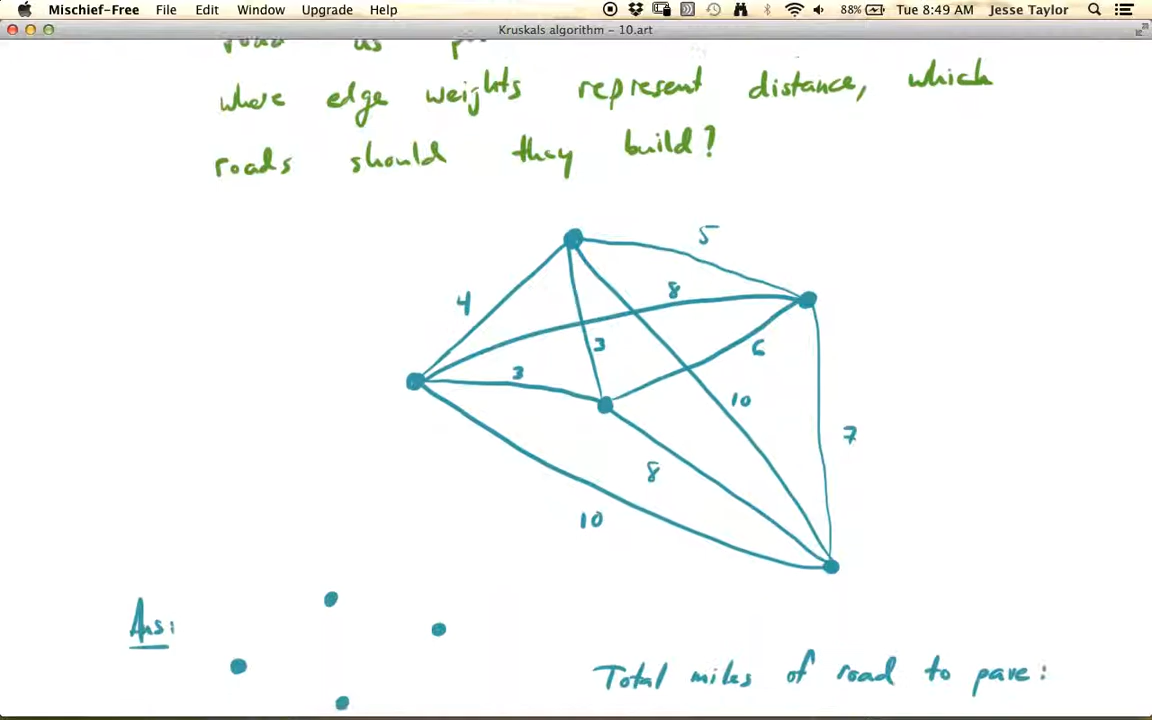 Mischief-Free File Edit Window Upgrade Help 88% Tue 8:49 AM Jesse Taylor
Kruskals algorithm - 10.art
where edge weights represent distance, which
roads should they build?
5
8
4
3
6
3
10
7
8
10
Ans:
Total miles of road to pave: